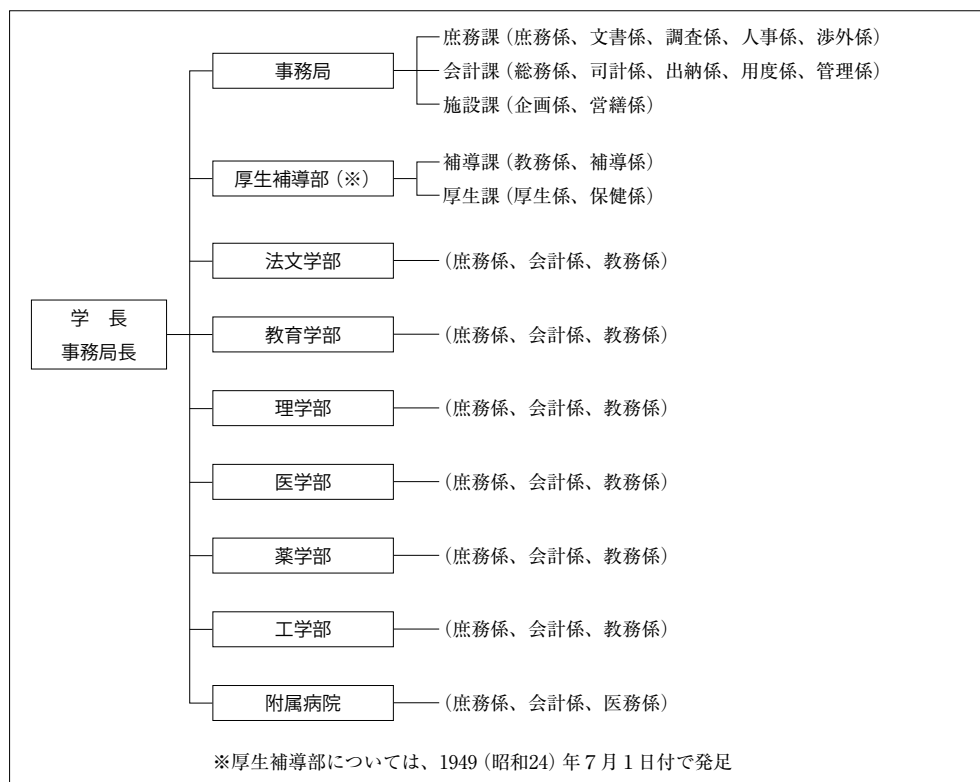 庶務課（庶務係、文書係、調査係、人事係、渉外係）
事務局
会計課（総務係、司計係、出納係、用度係、管理係）
施設課（企画係、営繕係）
補導課（教務係、補導係）
厚生補導部（※）
厚生課（厚生係、保健係）
法文学部
（庶務係、会計係、教務係）
学　長
事務局長
教育学部
（庶務係、会計係、教務係）
理学部
（庶務係、会計係、教務係）
医学部
（庶務係、会計係、教務係）
薬学部
（庶務係、会計係、教務係）
工学部
（庶務係、会計係、教務係）
附属病院
（庶務係、会計係、医務係）
※厚生補導部については、1949（昭和24）年７月１日付で発足